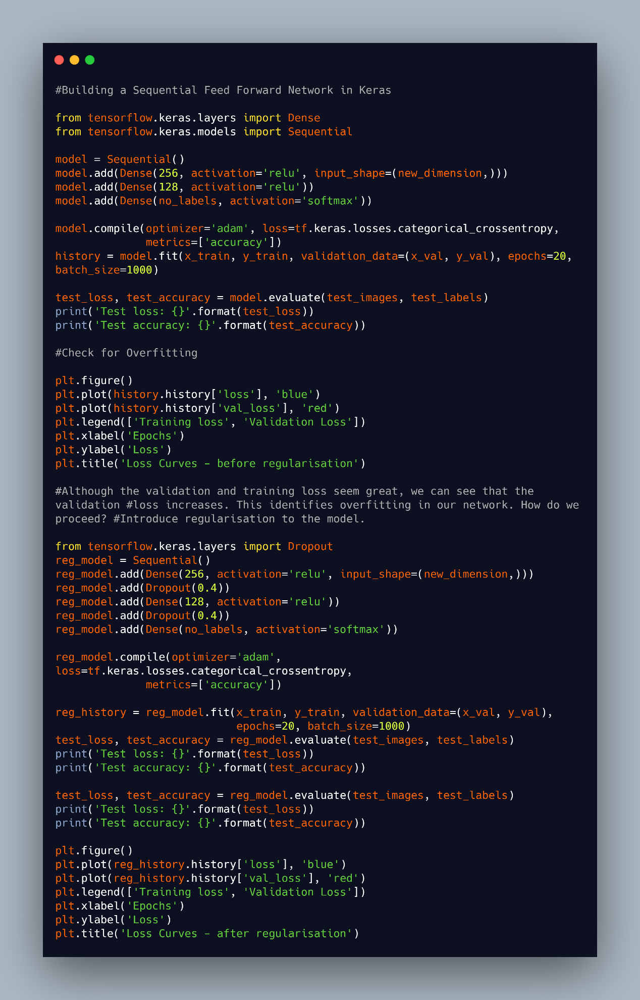 #Building a Sequential Feed Forward Network in Keras
from tensorflow.keras.layers import Dense
from tensorflow.keras.models import Sequential
model = Sequential()
model.add(Dense(256, activation='relu', input_shape=(new_dimension,)))
model.add(Dense(128, activation='relu'))
model.add(Dense(no_labels, activation='softmax'))
model.compile(optimizer='adam', loss=tf.keras.losses.categorical_crossentropy,
              metrics=['accuracy'])
history = model.fit(x_train, y_train, validation_data=(x_val, y_val), epochs=20,
batch_size=1000)
test_loss, test_accuracy = model.evaluate(test_images, test_labels)
print('Test loss: {}'.format(test_loss))
print('Test accuracy: {}'.format(test_accuracy))
#Check for Overfitting
plt.figure()
plt.plot(history.history['loss'], 'blue')
plt.plot(history.history['val_loss'], 'red')
plt.legend(['Training loss', 'Validation Loss'])
plt.xlabel('Epochs')
plt.ylabel('Loss')
plt.title('Loss Curves - before regularisation')
#Although the validation and training loss seem great, we can see that the
validation #loss increases. This identifies overfitting in our network. How do we
proceed? #Introduce regularisation to the model.
from tensorflow.keras.layers import Dropout
reg_model = Sequential()
reg_model.add(Dense(256, activation='relu', input_shape=(new_dimension,)))
reg_model.add(Dropout(0.4))
reg_model.add(Dense(128, activation='relu'))
reg_model.add(Dropout(0.4))
reg_model.add(Dense(no_labels, activation='softmax'))
reg_model.compile(optimizer='adam',
loss=tf.keras.losses.categorical_crossentropy,
              metrics=['accuracy'])
reg_history = reg_model.fit(x_train, y_train, validation_data=(x_val, y_val),
                            epochs=20, batch_size=1000)
test_loss, test_accuracy = reg_model.evaluate(test_images, test_labels)
print('Test loss: {}'.format(test_loss))
print('Test accuracy: {}'.format(test_accuracy))
test_loss, test_accuracy = reg_model.evaluate(test_images, test_labels)
print('Test loss: {}'.format(test_loss))
print('Test accuracy: {}'.format(test_accuracy))
plt.figure()
plt.plot(reg_history.history['loss'], 'blue')
plt.plot(reg_history.history['val_loss'], 'red')
plt.legend(['Training loss', 'Validation Loss'])
plt.xlabel('Epochs')
plt.ylabel('Loss')
plt.title('Loss Curves - after regularisation')